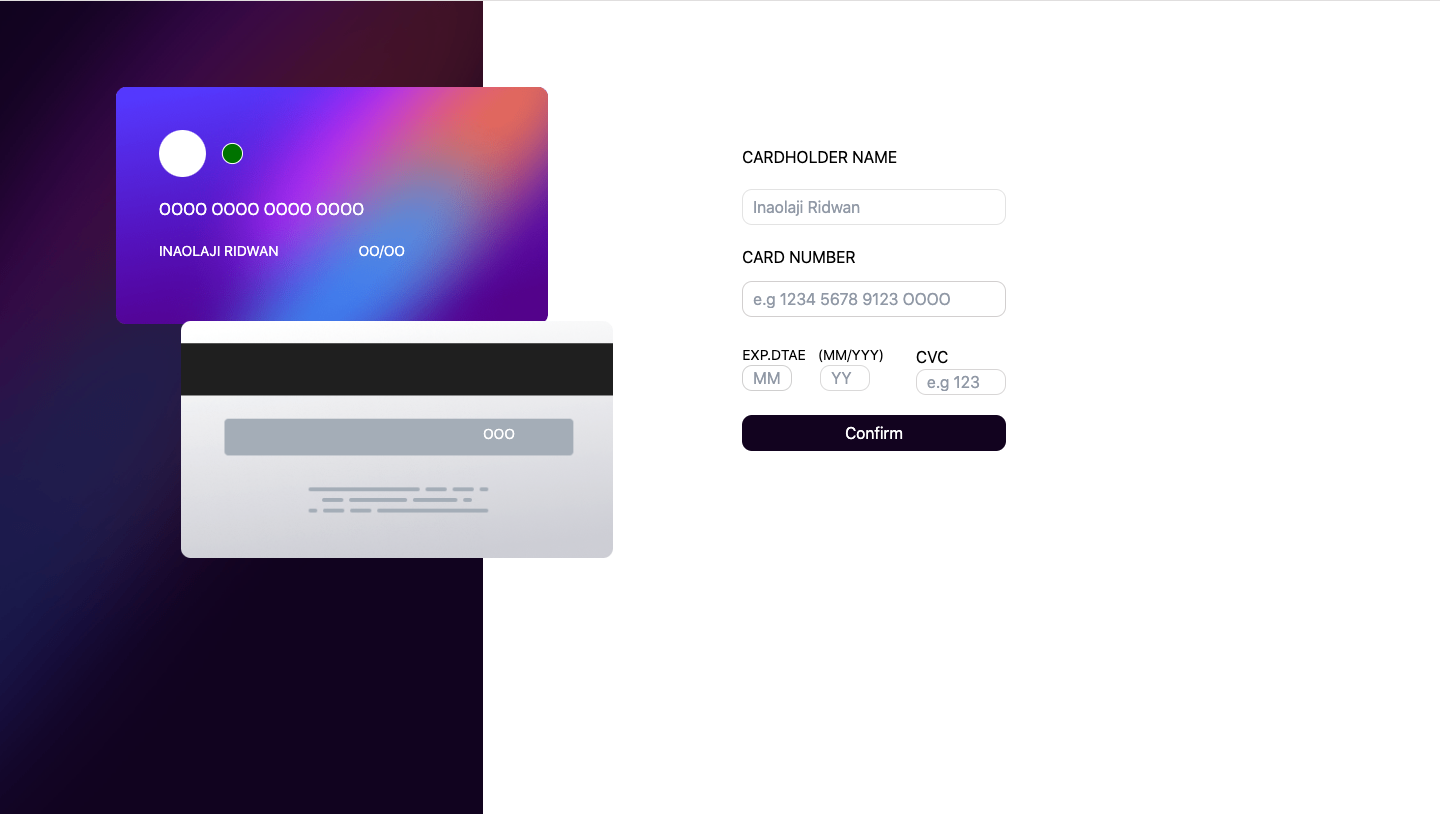 OOOO OOOO OOOO OOOO
INAOLAJI RIDWAN OO/OO
OOO
CARDHOLDER NAME
Inaolaji Ridwan
CARD NUMBER
e.g 1234 5678 9123 OOOO
EXP.DTAE (MM/YYY) CVC
MM YY e.g 123
Confirm